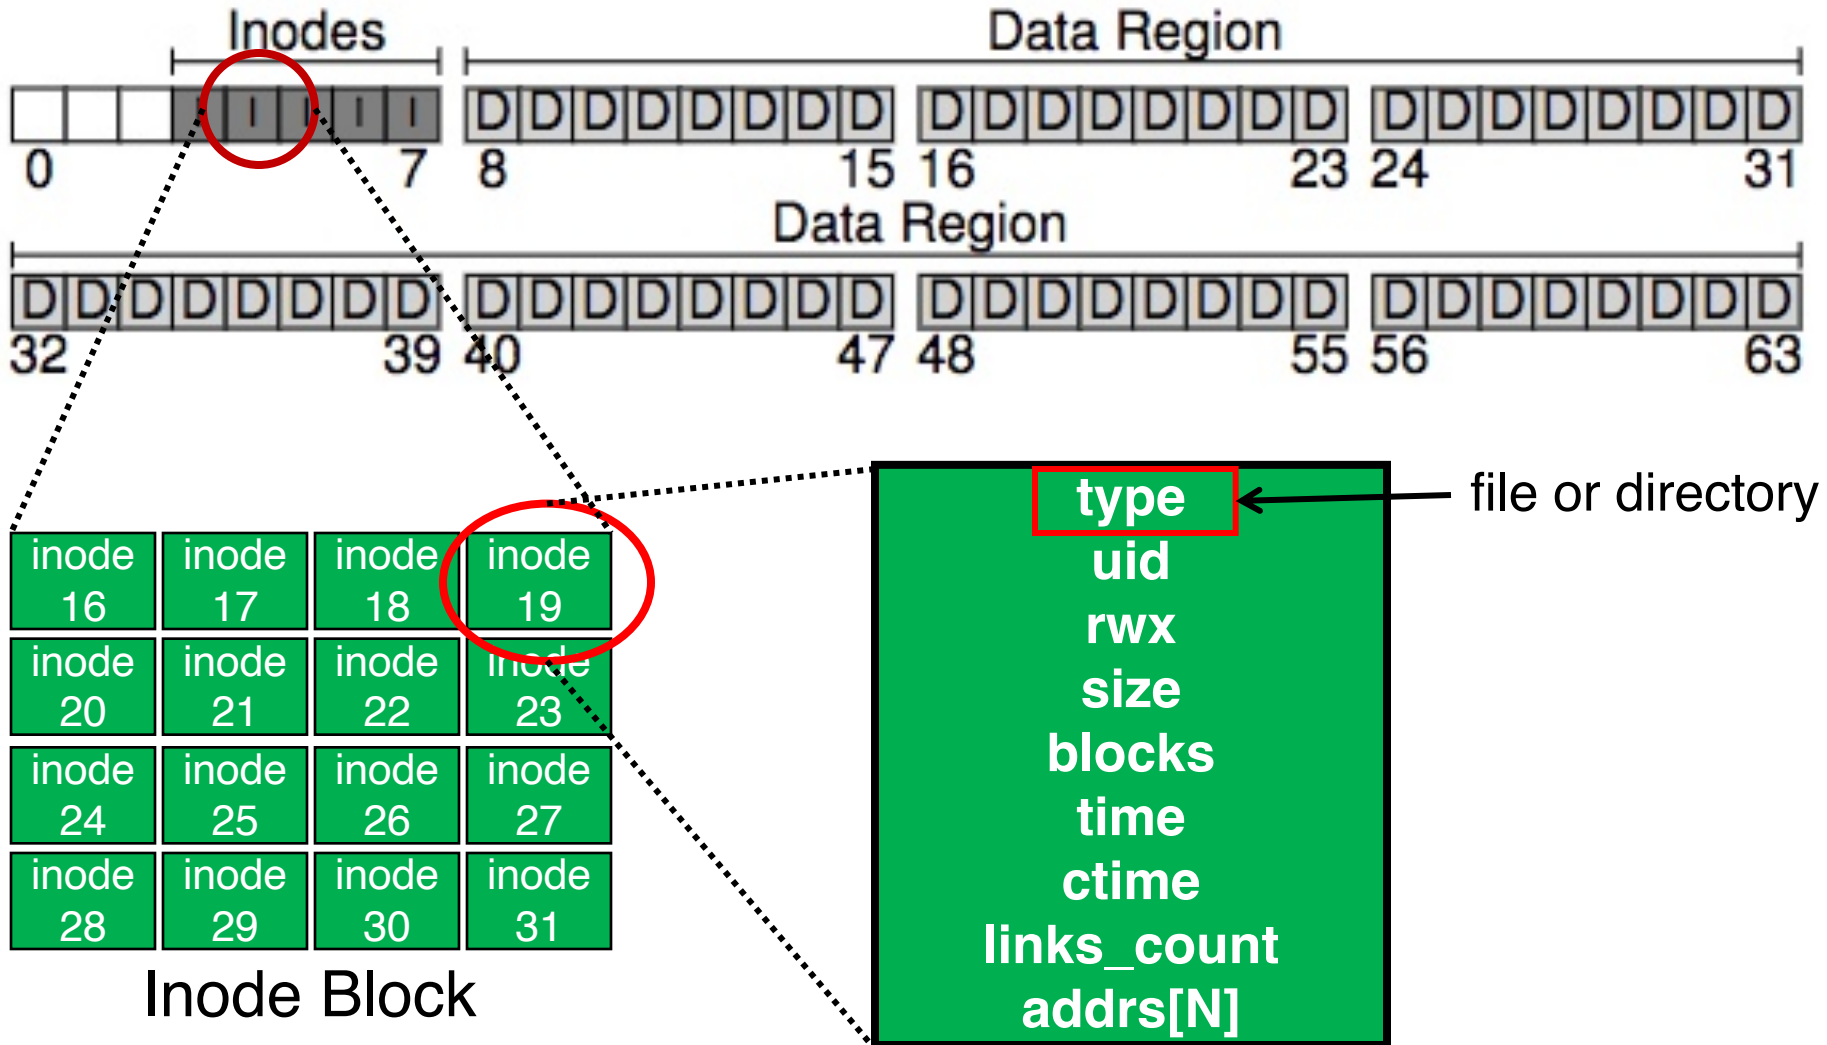 Inodes
Data Region
I I I I I D D D D D D D D D D D D D D D D D D D D D D D D
0 7 8 15 16 23 24 31
Data Region
D D D D D D D D D D D D D D D D D D D D D D D D D D D D D D D D
32 39 40 47 48 55 56 63
type
file or directory
uid
rwx
size
blocks
time
ctime
links_count
addrs[N]
inode inode inode inode
16 17 18 19
inode inode inode inode
20 21 22 23
inode inode inode inode
24 25 26 27
inode inode inode inode
28 29 30 31
Inode Block